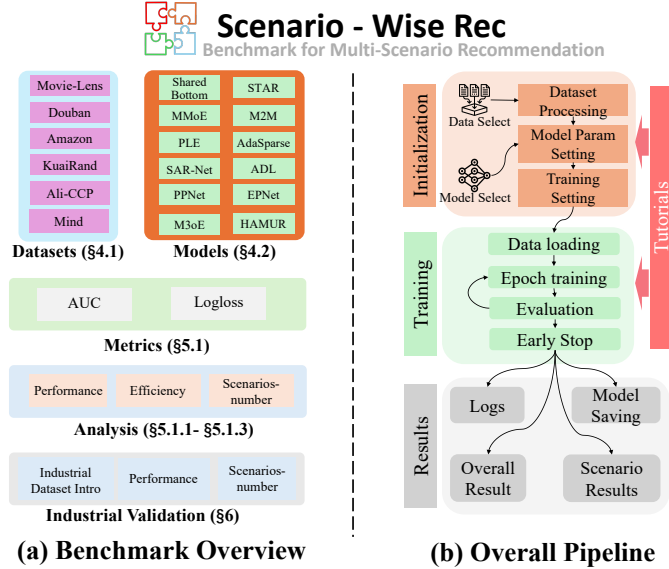 Scenario - Wise Rec
Benchmark for Multi-Scenario Recommendation
Movie-Lens
Douban
Amazon
KuaiRand
Ali-CCP
Mind
Datasets (§4.1)
Shared
Bottom
STAR
MMoE
M2M
PLE
AdaSparse
SAR-Net
ADL
PPNet
EPNet
M3oE
HAMUR
Models (§4.2)
AUC
Logloss
Metrics (§5.1)
Performance
Efficiency
Scenarios-
number
Analysis (§5.1.1- §5.1.3)
Industrial
Dataset Intro
Performance
Scenarios-
number
Industrial Validation (§6)
(a) Benchmark Overview
Initialization
Data Select
Model Select
Dataset
Processing
Model Param
Setting
Training
Setting
Tutorials
Training
Data loading
Epoch training
Evaluation
Early Stop
Results
Logs
Model
Saving
Overall
Result
Scenario
Results
(b) Overall Pipeline